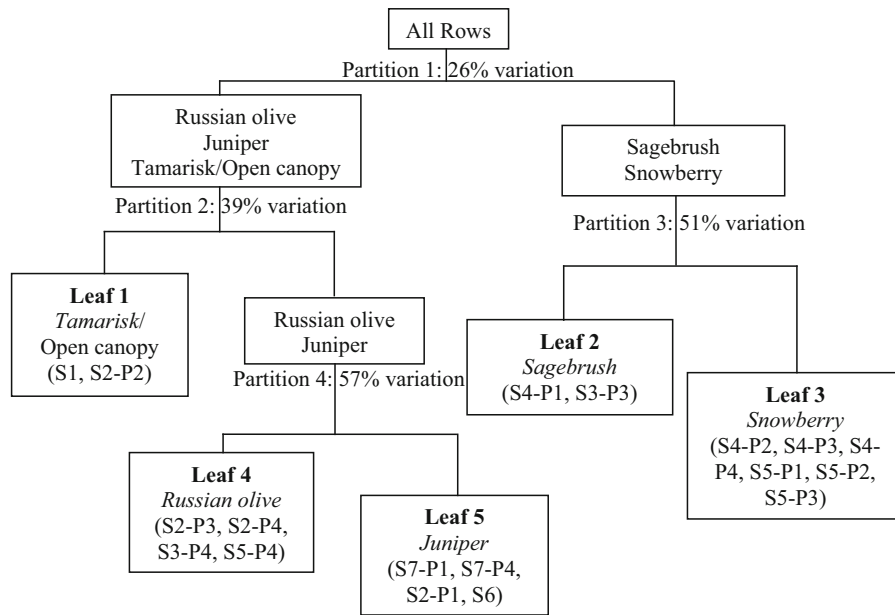 All Rows
Partition 1: 26% variation
Russian olive
Juniper
Tamarisk/Open canopy
Sagebrush
Snowberry
Partition 2: 39% variation
Partition 3: 51% variation
Leaf 1
Tamarisk/
Open canopy
(S1, S2-P2)
Russian olive
Juniper
Leaf 2
Sagebrush
(S4-P1, S3-P3)
Leaf 3
Snowberry
(S4-P2, S4-P3, S4-
P4, S5-P1, S5-P2,
S5-P3)
Partition 4: 57% variation
Leaf 4
Russian olive
(S2-P3, S2-P4,
S3-P4, S5-P4)
Leaf 5
Juniper
(S7-P1, S7-P4,
S2-P1, S6)